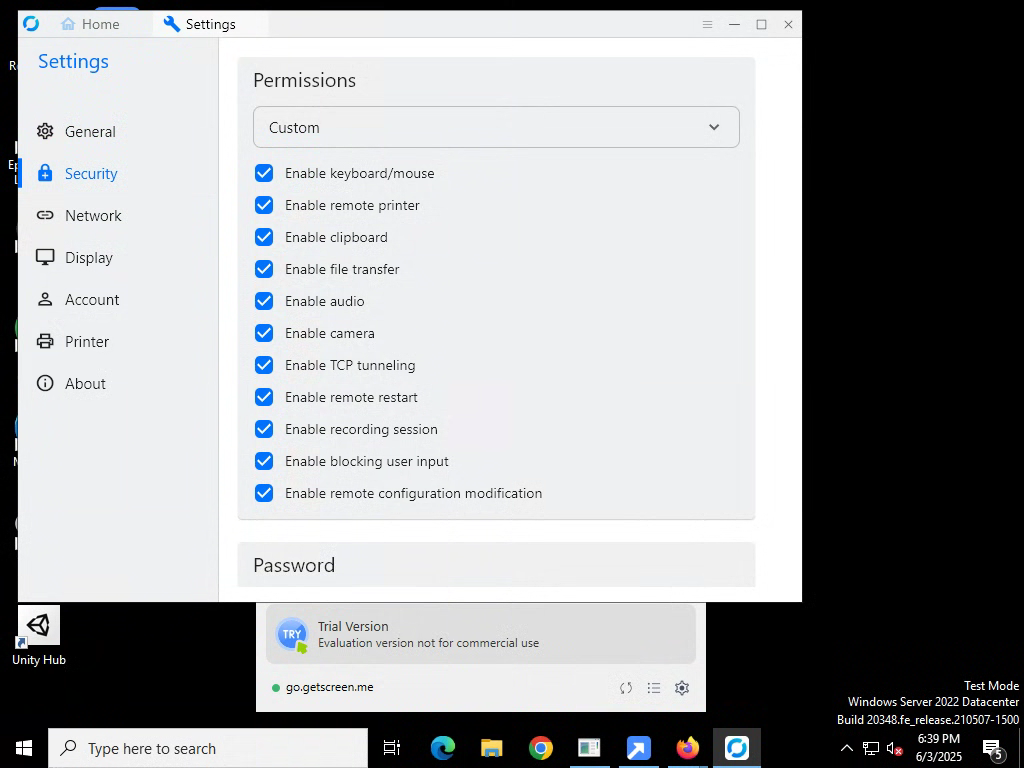 Home
Settings
Settings
General
Security
Network
Display
Account
Printer
About
Permissions
Custom
Enable keyboard/mouse
Enable remote printer
Enable clipboard
Enable file transfer
Enable audio
Enable camera
Enable TCP tunneling
Enable remote restart
Enable recording session
Enable blocking user input
Enable remote configuration modification
Password
Unity Hub
TRY
Trial Version
Evaluation version not for commercial use
go.getscreen.me
Test Mode
Windows Server 2022 Datacenter
Build 20348.fe_release.210507-1500
Type here to search
6:39 PM
6/3/2025
5